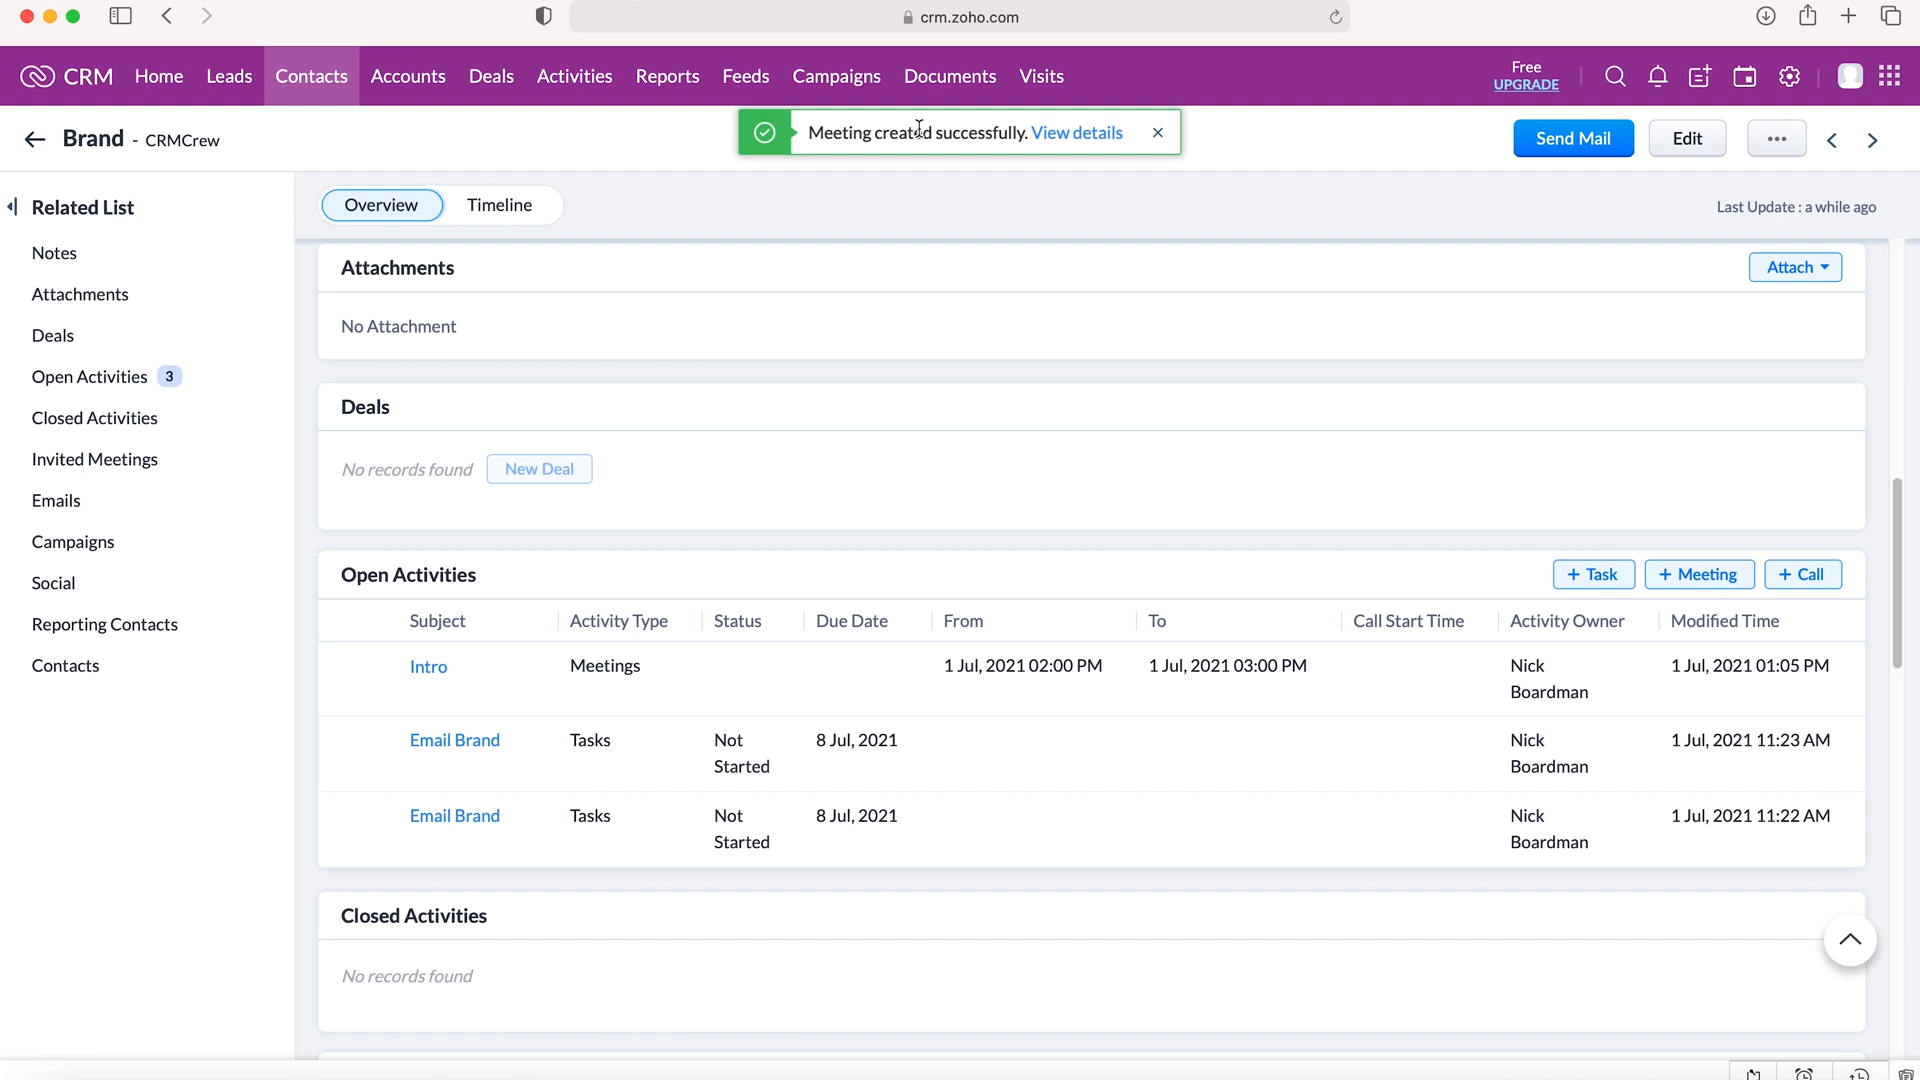 crm.zoho.com
CRM Home Leads Contacts Accounts Deals Activities Reports Feeds Campaigns Documents Visits Free UPGRADE
Brand - CRMCrew
Meeting created successfully. View details
Send Mail Edit
Related List
Notes
Attachments
Deals
Open Activities 3
Closed Activities
Invited Meetings
Emails
Campaigns
Social
Reporting Contacts
Contacts
Overview Timeline
Last Update : a while ago
Attachments Attach
No Attachment
Deals
No records found New Deal
Open Activities + Task + Meeting + Call
Subject Activity Type Status Due Date From To Call Start Time Activity Owner Modified Time
Intro Meetings 1 Jul, 2021 02:00 PM 1 Jul, 2021 03:00 PM Nick Boardman 1 Jul, 2021 01:05 PM
Email Brand Tasks Not Started 8 Jul, 2021 Nick Boardman 1 Jul, 2021 11:23 AM
Email Brand Tasks Not Started 8 Jul, 2021 Nick Boardman 1 Jul, 2021 11:22 AM
Closed Activities
No records found